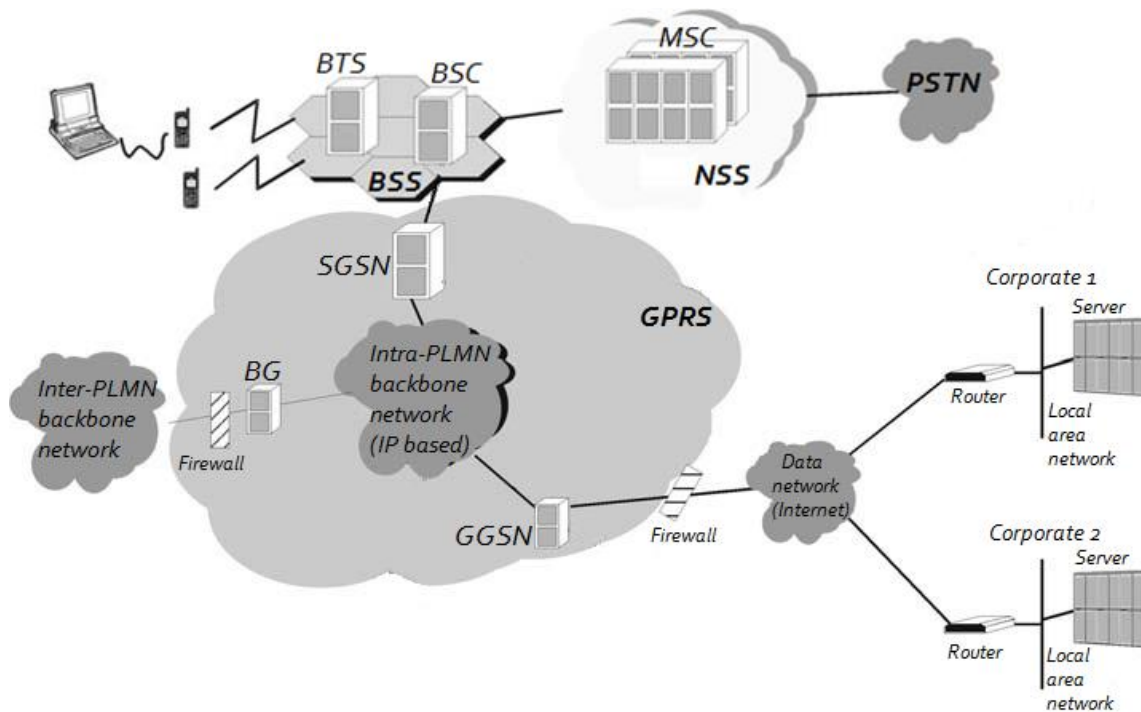 BTS
BSC
MSC
PSTN
BSS
NSS
SGSN
GPRS
Corporate 1
Server
Router
Local
area
network
Inter-PLMN
backbone
network
Firewall
BG
Intra-PLMN
backbone
network
(IP based)
GGSN
Firewall
Data
network
(Internet)
Corporate 2
Server
Router
Local
area
network